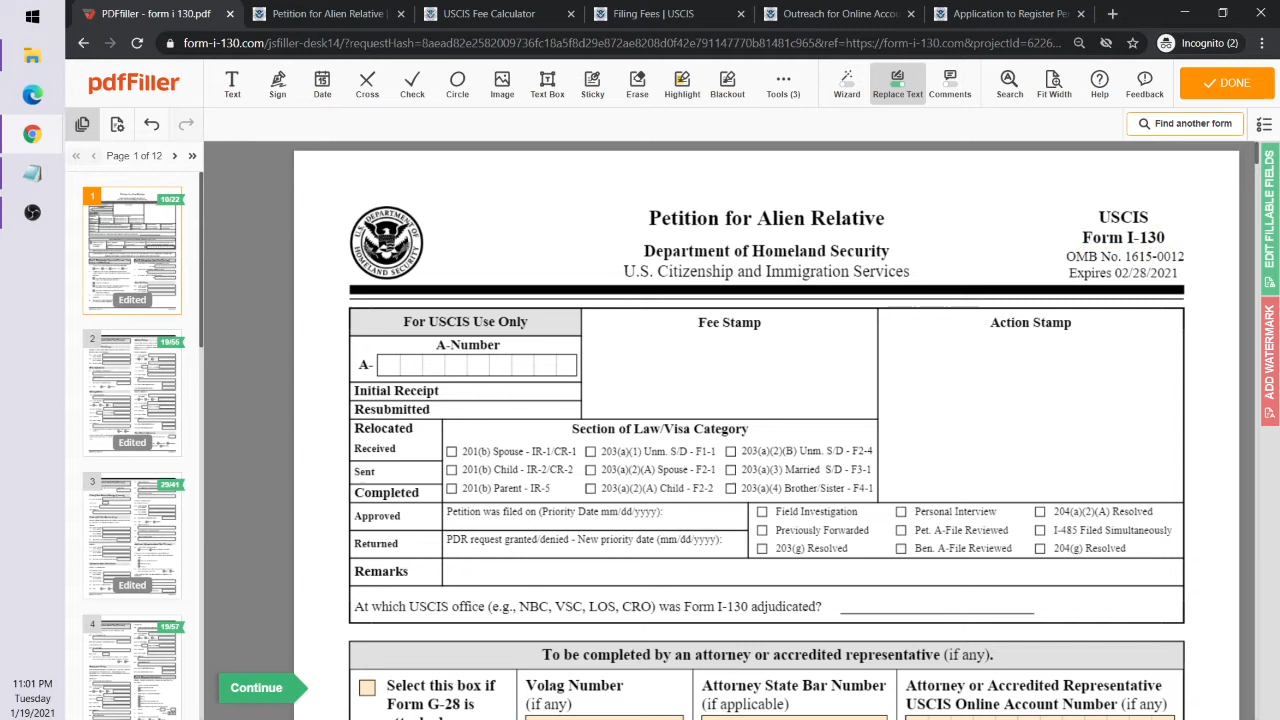 PDFfiller - form i-130.pdf
Petition for Alien Relative |
USCIS Fee Calcula
Filing Fees | USCIS
Outreach for Online Acco
Application to Register Pe
form-i-130.com/jsfiller-desk14/?requestHash=8aead82c2582009736fc18a5f8d29e872ae8208d0f42e791147770b81481c965&ref=https://form-i-130.com&projectId=6226...
Incognito (2)
pdfFiller
Text
Sign
Date
Cross
Check
Circle
Image
Text Box
Sticky
Erase
Highlight
Blackout
Tools (3)
Wizard
Replace Text
Comments
Search
Fit Width
Help
Feedback
DONE
Find another form
Page 1 of 12
1
10/22
Edited
2
19/55
Edited
3
29/41
Edited
4
19/57
EDIT FILLABLE FIELDS
ADD WATERMARK
Petition for Alien Relative
Department of Homeland Security
U.S. Citizenship and Immigration Services
USCIS
Form I-130
OMB No. 1615-0012
Expires 02/28/2021
DEPARTMENT OF HOMELAND SECURITY
For USCIS Use Only
Fee Stamp
Action Stamp
A-Number
A-
Initial Receipt
Resubmitted
Relocated
Section of Law/Visa Category
Received
201(b) Spouse - IR-1/CR-1
203(a)(1) Unm. S/D - F1-1
203(a)(2)(B) Unm. S/D - F2-4
Sent
201(b) Child - IR-2/CR-2
203(a)(2)(A) Spouse - F2-1
203(a)(3) Married S/D - F3-1
Completed
201(b) Parent - IR-5
203(a)(2)(A) Child - F2-2
203(a)(4) Brother/Sister - F4-1
Approved
Petition was filed on (priority Date mm/dd/yyyy):
Field Investigation
Personal Interview
204(a)(2)(A) Resolved
Previously Forwarded
Pet. A-File Reviewed
I-485 Filed Simultaneously
Returned
PDR request granted/denied - New priority date (mm/dd/yyyy):
203(g) Resolved
Ben. A-File Reviewed
204(g) Resolved
Remarks
At which USCIS office (e.g., NBC, VSC, LOS, CRO) was Form I-130 adjudicated?
To be completed by an attorney or accredited representative (if any).
Select this box if
Form G-28 is
Number
(if any)
Attorney State Bar Number
(if applicable)
Attorney or Accredited Representative
USCIS Online Account Number (if any)
Continue
11:01 PM
Tuesday
1/19/2021